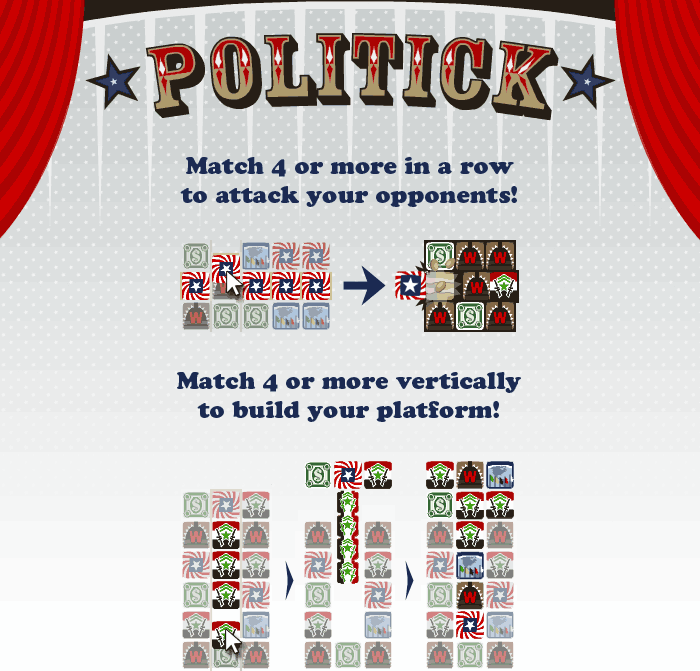 POLITICK
Match 4 or more in a row
to attack your opponents!
Match 4 or more vertically
to build your platform!